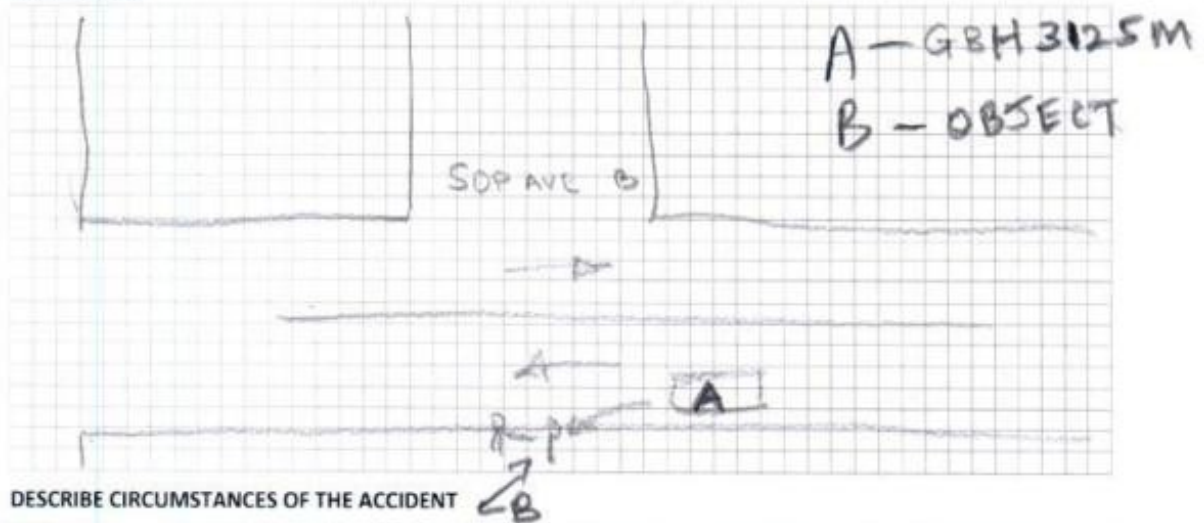 A - GBH 3125M
B - OBJECT
SOP AVE B
A
B
DESCRIBE CIRCUMSTANCES OF THE ACCIDENT